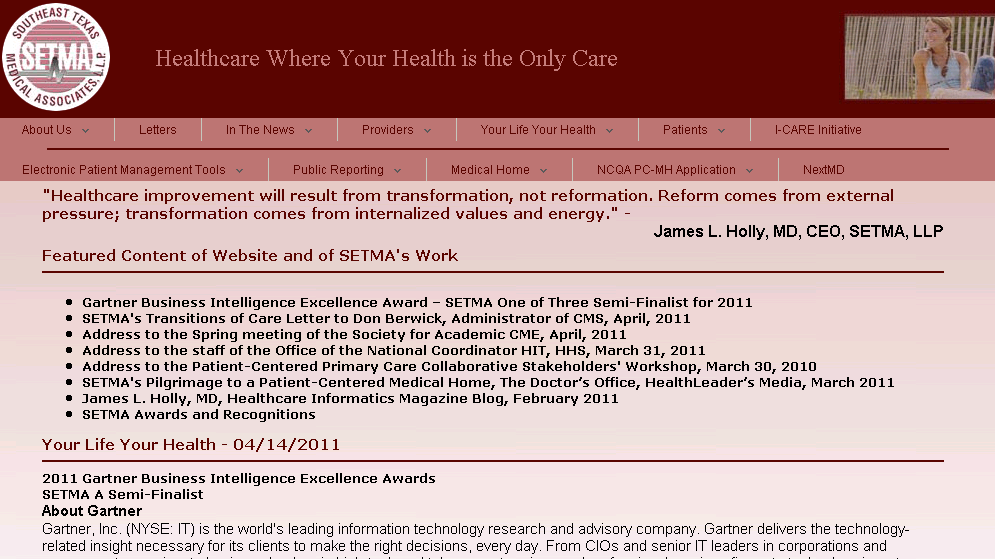 SOUTHEAST TEXAS
SETMA
MEDICAL ASSOCIATES, L.L.P.
Healthcare Where Your Health is the Only Care
About Us Letters In The News Providers Your Life Your Health Patients I-CARE Initiative
Electronic Patient Management Tools Public Reporting Medical Home NCQA PC-MH Application NextMD
"Healthcare improvement will result from transformation, not reformation. Reform comes from external
pressure; transformation comes from internalized values and energy." -
James L. Holly, MD, CEO, SETMA, LLP
Featured Content of Website and of SETMA's Work
Gartner Business Intelligence Excellence Award – SETMA One of Three Semi-Finalist for 2011
SETMA's Transitions of Care Letter to Don Berwick, Administrator of CMS, April, 2011
Address to the Spring meeting of the Society for Academic CME, April, 2011
Address to the staff of the Office of the National Coordinator HIT, HHS, March 31, 2011
Address to the Patient-Centered Primary Care Collaborative Stakeholders' Workshop, March 30, 2010
SETMA's Pilgrimage to a Patient-Centered Medical Home, The Doctor’s Office, HealthLeader’s Media, March 2011
James L. Holly, MD, Healthcare Informatics Magazine Blog, February 2011
SETMA Awards and Recognitions
Your Life Your Health - 04/14/2011
2011 Gartner Business Intelligence Excellence Awards
SETMA A Semi-Finalist
About Gartner
Gartner, Inc. (NYSE: IT) is the world's leading information technology research and advisory company. Gartner delivers the technology-
related insight necessary for its clients to make the right decisions, every day. From CIOs and senior IT leaders in corporations and